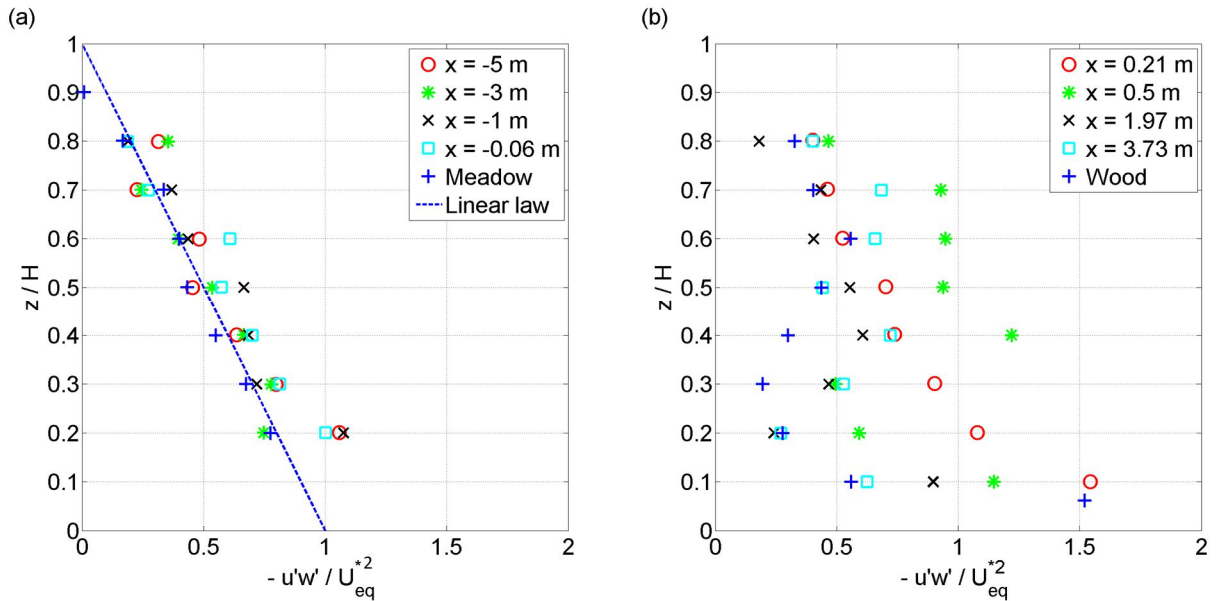 (a)
1
0.9
0.8
0.7
0.6
0.5
0.4
0.3
0.2
0.1
0
z / H
0 0.5 1 1.5 2
- u'w' / U*2eq
x = -5 m
x = -3 m
x = -1 m
x = -0.06 m
Meadow
Linear law
(b)
1
0.9
0.8
0.7
0.6
0.5
0.4
0.3
0.2
0.1
0
z / H
0 0.5 1 1.5 2
- u'w' / U*2eq
x = 0.21 m
x = 0.5 m
x = 1.97 m
x = 3.73 m
Wood